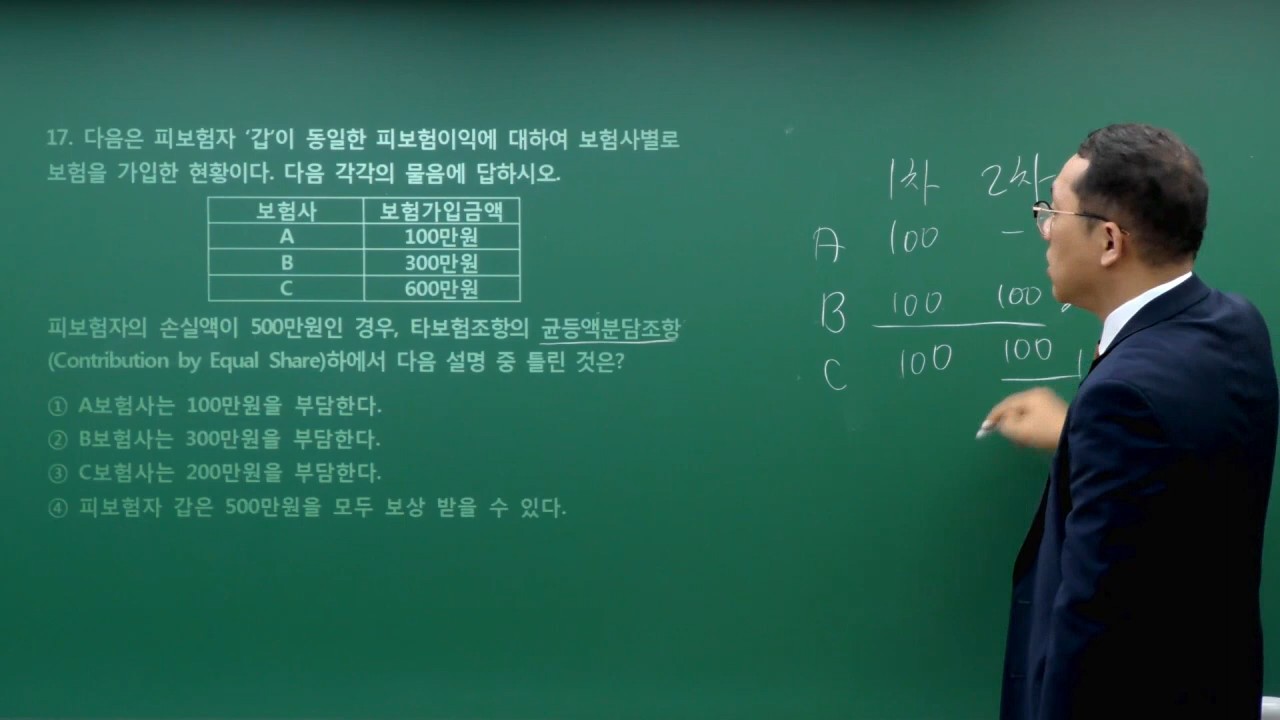 17. 다음은 피보험자 '갑'이 동일한 피보험이익에 대하여 보험사별로
보험을 가입한 현황이다. 다음 각각의 물음에 답하시오.
보험사 보험가입금액
A 100만원
B 300만원
C 600만원
피보험자의 손실액이 500만원인 경우, 타보험조항의 균등액분담조항
(Contribution by Equal Share)하에서 다음 설명 중 틀린 것은?
① A보험사는 100만원을 부담한다.
② B보험사는 300만원을 부담한다.
③ C보험사는 200만원을 부담한다.
④ 피보험자 갑은 500만원을 모두 보상 받을 수 있다.
1차 2차
A 100 -
B 100 100
C 100 100